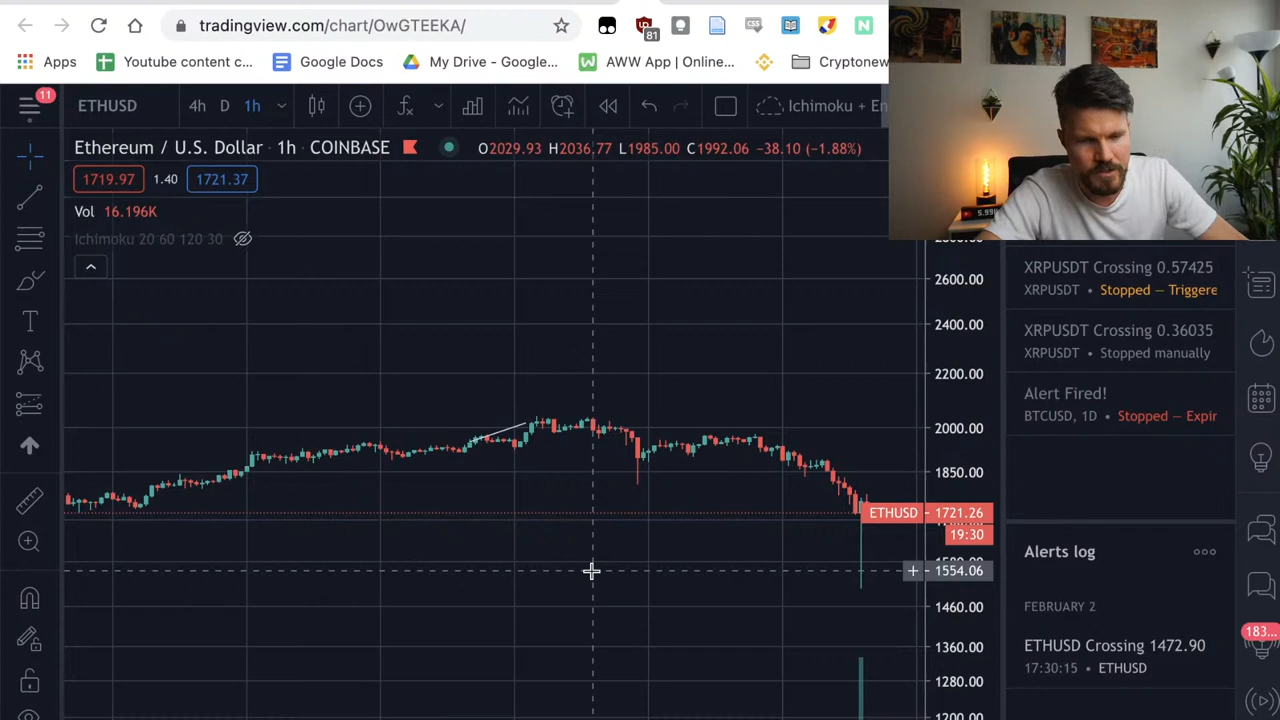 tradingview.com/chart/OwGTEEKA/
81
CSS
Apps
Youtube content c...
Google Docs
My Drive - Google...
AWW App | Online...
Cryptonew
11
ETHUSD
4h D 1h
Ichimoku + En
Ethereum / U.S. Dollar · 1h · COINBASE
O2029.93 H2036.77 L1985.00 C1992.06 −38.10 (−1.88%)
1719.97 1.40 1721.37
Vol 16.196K
Ichimoku 20 60 120 30
2600.00
2400.00
2200.00
2000.00
1850.00
ETHUSD 1721.26
19:30
1554.06
1460.00
1360.00
1280.00
1200.00
XRPUSDT Crossing 0.57425
XRPUSDT • Stopped — Triggere
XRPUSDT Crossing 0.36035
XRPUSDT • Stopped manually
Alert Fired!
BTCUSD, 1D • Stopped — Expir
Alerts log
FEBRUARY 2
ETHUSD Crossing 1472.90
17:30:15 • ETHUSD
183...